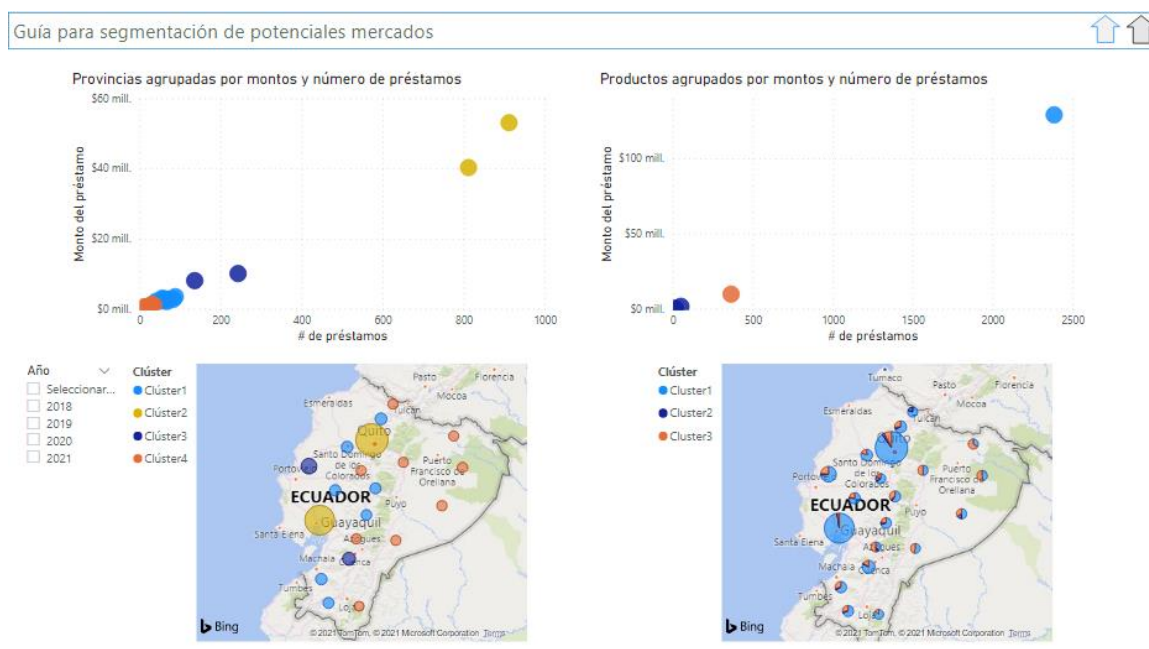 Guía para segmentación de potenciales mercados
Provincias agrupadas por montos y número de préstamos
Monto del préstamo
$60 mill.
$40 mill.
$20 mill.
$0 mill.
0
200
400
600
800
1000
# de préstamos
Productos agrupados por montos y número de préstamos
Monto del préstamo
$100 mill.
$50 mill.
$0 mill.
0
500
1000
1500
2000
2500
# de préstamos
Año
Seleccionar...
2018
2019
2020
2021
Clúster
Clúster1
Clúster2
Clúster3
Clúster4
Pasto
Florencia
Mocoa
Esmeraldas
Tulcán
Quito
Santo Domingo
de los
Colorados
Puerto
Francisco de
Orellana
ECUADOR
Puyo
Guayaquil
Santa Elena
Machala
Cuenca
Tumbes
Loja
Bing
© 2021 TomTom, © 2021 Microsoft Corporation Terms
Clúster
Cluster1
Cluster2
Cluster3
Tumaco
Pasto
Florencia
Mocoa
Esmeraldas
Tulcán
Quito
Santo Domingo
de los
Colorados
Puerto
Francisco de
Orellana
ECUADOR
Puyo
Guayaquil
Santa Elena
Machala
Cuenca
Tumbes
Loja
Bing
© 2021 TomTom, © 2021 Microsoft Corporation Terms